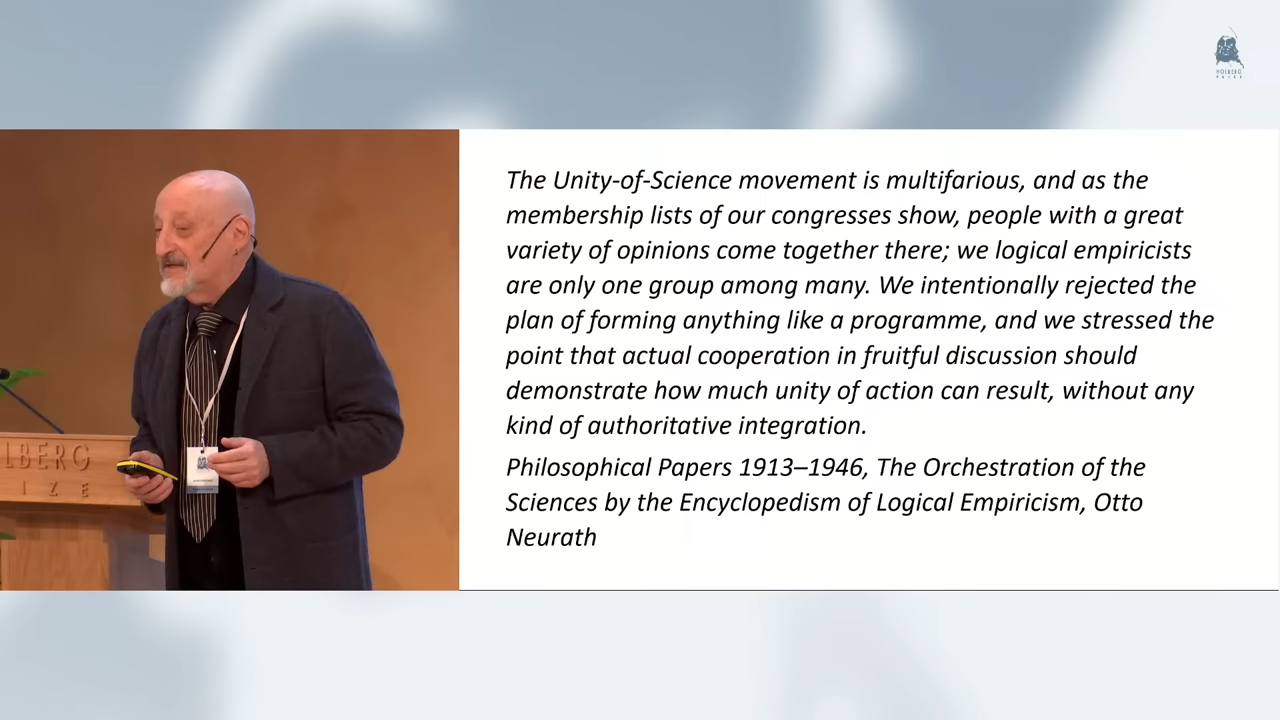 HOLBERG
PRIZE
The Unity-of-Science movement is multifarious, and as the
membership lists of our congresses show, people with a great
variety of opinions come together there; we logical empiricists
are only one group among many. We intentionally rejected the
plan of forming anything like a programme, and we stressed the
point that actual cooperation in fruitful discussion should
demonstrate how much unity of action can result, without any
kind of authoritative integration.
Philosophical Papers 1913–1946, The Orchestration of the
Sciences by the Encyclopedism of Logical Empiricism, Otto
Neurath
LBERG
IZE